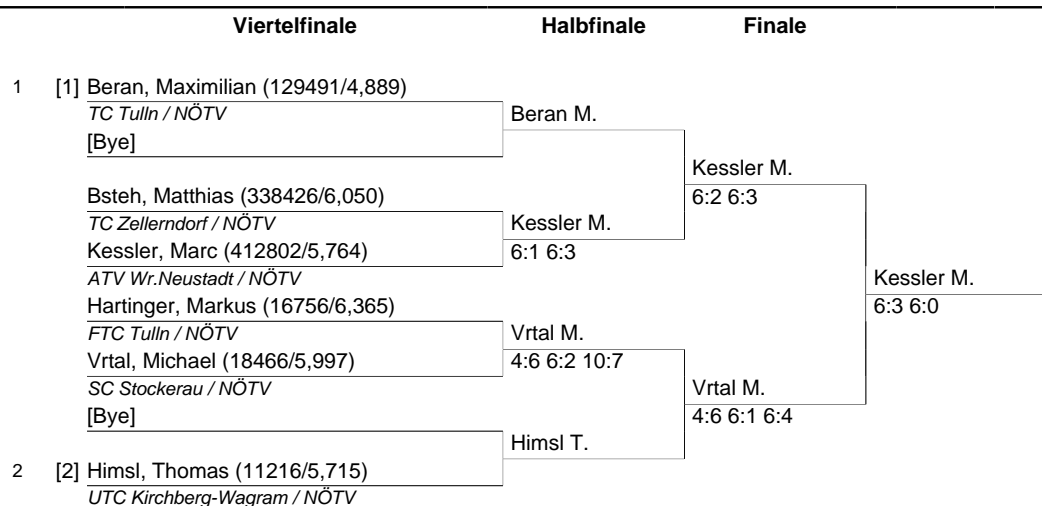 Viertelfinale Halbfinale Finale
1 [1] Beran, Maximilian (129491/4,889)
TC Tulln / NÖTV Beran M.
[Bye]
Kessler M.
Bsteh, Matthias (338426/6,050) 6:2 6:3
TC Zellerndorf / NÖTV Kessler M.
Kessler, Marc (412802/5,764) 6:1 6:3
ATV Wr.Neustadt / NÖTV Kessler M.
Hartinger, Markus (16756/6,365) 6:3 6:0
FTC Tulln / NÖTV Vrtal M.
Vrtal, Michael (18466/5,997) 4:6 6:2 10:7
SC Stockerau / NÖTV Vrtal M.
[Bye] 4:6 6:1 6:4
Himsl T.
2 [2] Himsl, Thomas (11216/5,715)
UTC Kirchberg-Wagram / NÖTV